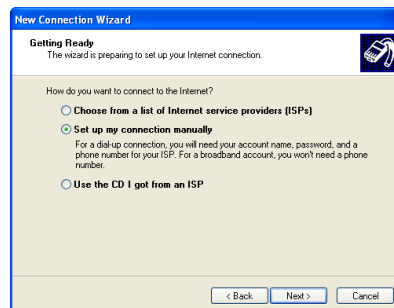 New Connection Wizard
Getting Ready
The wizard is preparing to set up your Internet connection.
How do you want to connect to the Internet?
Choose from a list of Internet service providers (ISPs)
Set up my connection manually
For a dial-up connection, you will need your account name, password, and a
phone number for your ISP. For a broadband account, you won't need a phone
number.
Use the CD I got from an ISP
< Back
Next >
Cancel